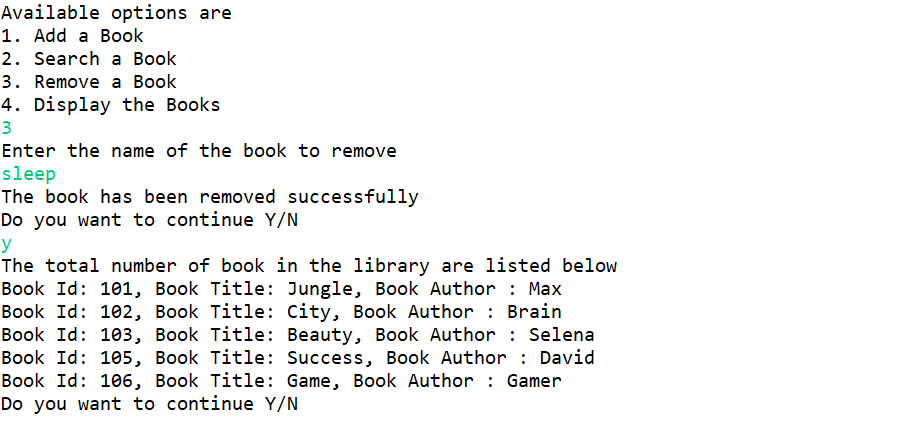 Available options are
1. Add a Book
2. Search a Book
3. Remove a Book
4. Display the Books
3
Enter the name of the book to remove
sleep
The book has been removed successfully
Do you want to continue Y/N
y
The total number of book in the library are listed below
Book Id: 101, Book Title: Jungle, Book Author : Max
Book Id: 102, Book Title: City, Book Author : Brain
Book Id: 103, Book Title: Beauty, Book Author : Selena
Book Id: 105, Book Title: Success, Book Author : David
Book Id: 106, Book Title: Game, Book Author : Gamer
Do you want to continue Y/N